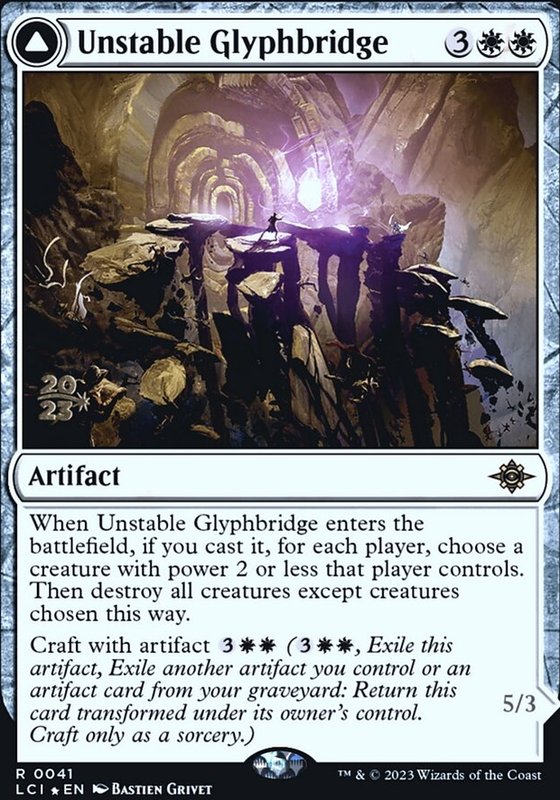 Unstable Glyphbridge 3
20
23
Artifact
When Unstable Glyphbridge enters the
battlefield, if you cast it, for each player, choose a
creature with power 2 or less that player controls.
Then destroy all creatures except creatures
chosen this way.
Craft with artifact 3 (3, Exile this
artifact, Exile another artifact you control or an
artifact card from your graveyard: Return this
card transformed under its owner's control.
Craft only as a sorcery.)
5/3
R 0041
LCI ★ EN Bastien Grivet
™ & © 2023 Wizards of the Coast